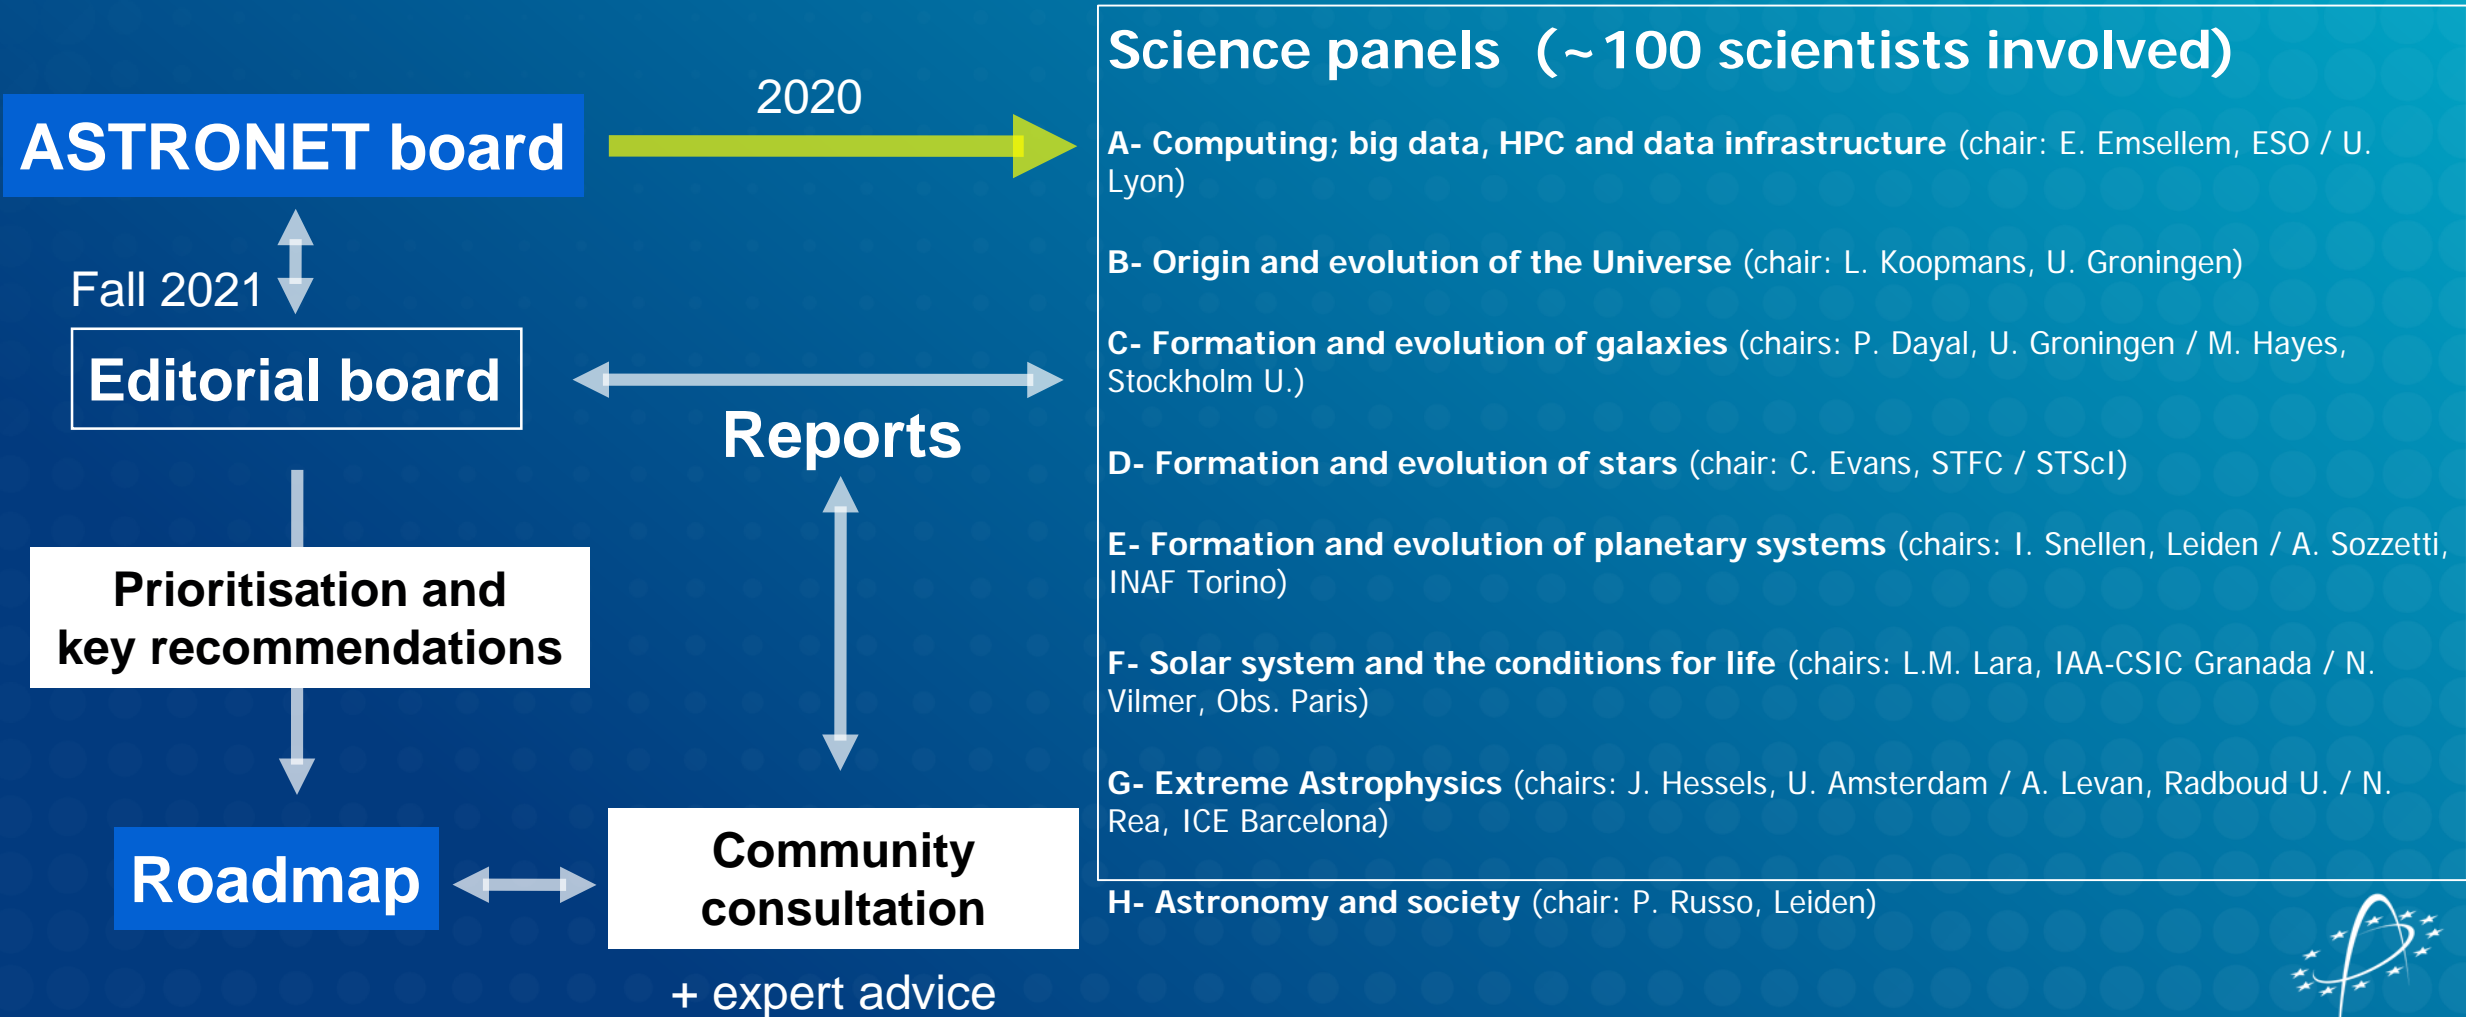 ASTRONET board
2020
Fall 2021
Editorial board
Reports
Prioritisation and
key recommendations
Roadmap
Community
consultation
+ expert advice
Science panels (~100 scientists involved)
A- Computing; big data, HPC and data infrastructure (chair: E. Emsellem, ESO / U.
Lyon)
B- Origin and evolution of the Universe (chair: L. Koopmans, U. Groningen)
C- Formation and evolution of galaxies (chairs: P. Dayal, U. Groningen / M. Hayes,
Stockholm U.)
D- Formation and evolution of stars (chair: C. Evans, STFC / STScI)
E- Formation and evolution of planetary systems (chairs: I. Snellen, Leiden / A. Sozzetti,
INAF Torino)
F- Solar system and the conditions for life (chairs: L.M. Lara, IAA-CSIC Granada / N.
Vilmer, Obs. Paris)
G- Extreme Astrophysics (chairs: J. Hessels, U. Amsterdam / A. Levan, Radboud U. / N.
Rea, ICE Barcelona)
H- Astronomy and society (chair: P. Russo, Leiden)